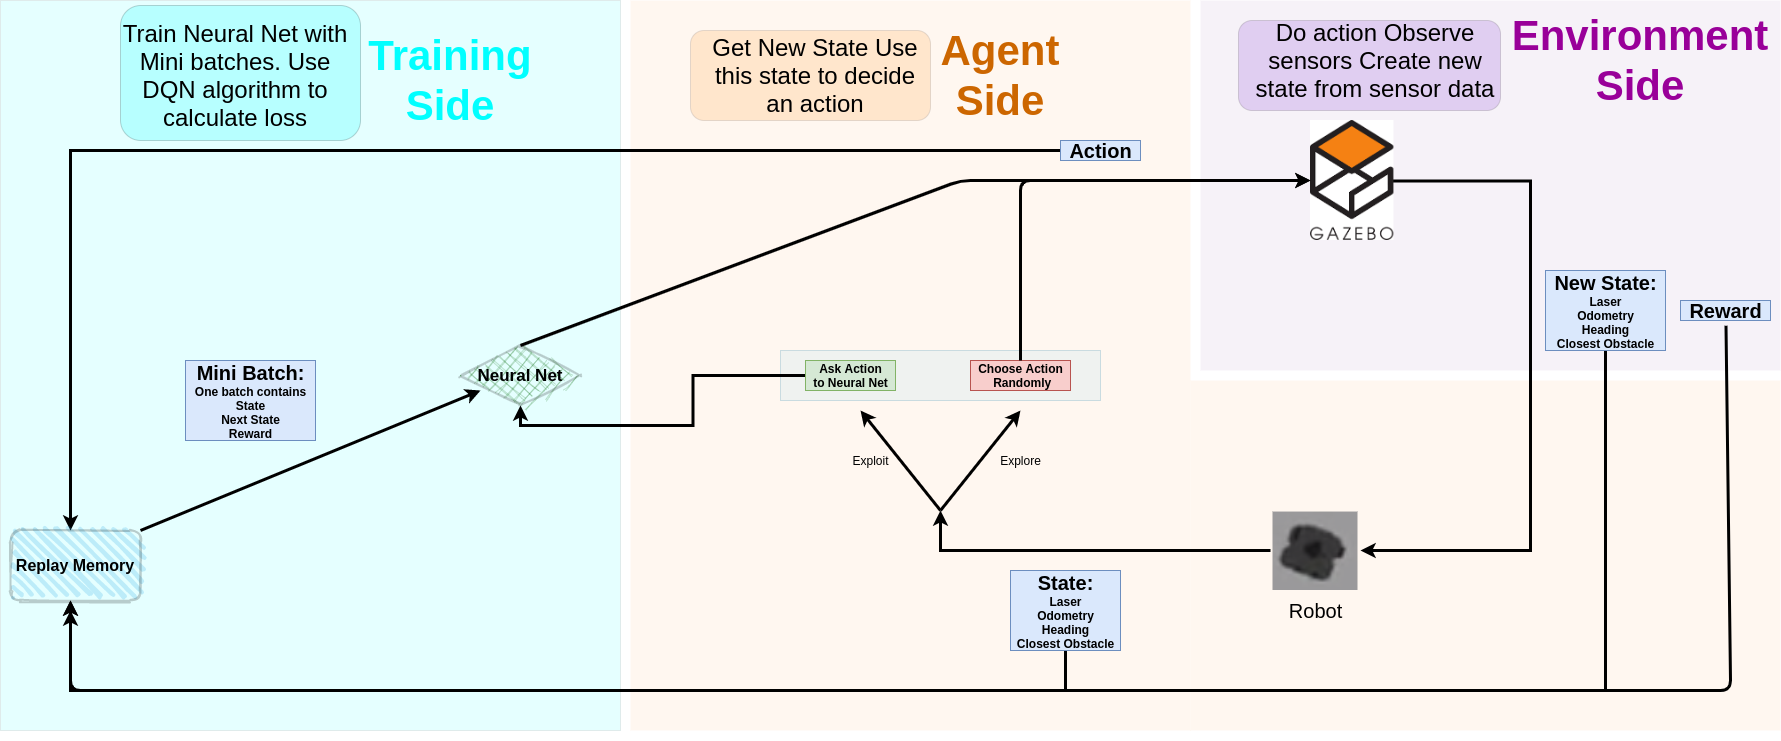 Train Neural Net with
Mini batches. Use
DQN algorithm to
calculate loss
Training
Side
Get New State Use
this state to decide
an action
Agent
Side
Do action Observe
sensors Create new
state from sensor data
Environment
Side
Action
GAZEBO
New State:
Laser
Odometry
Heading
Closest Obstacle
Reward
Mini Batch:
One batch contains
State
Next State
Reward
Neural Net
Ask Action
to Neural Net
Choose Action
Randomly
Exploit
Explore
Replay Memory
State:
Laser
Odometry
Heading
Closest Obstacle
Robot